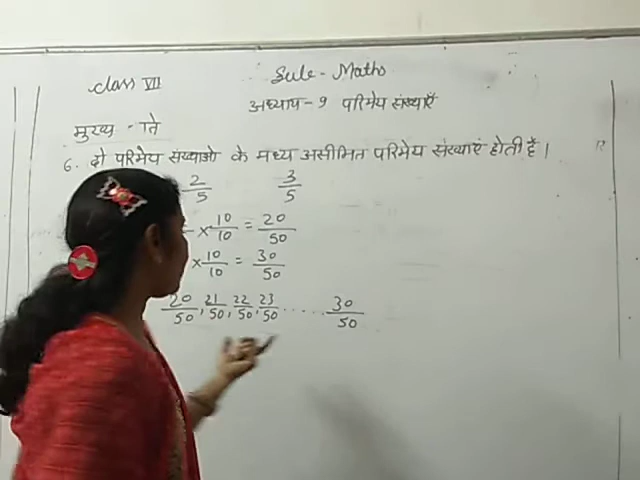 Class VII
Sub- Maths
अध्याय - 9 परिमेय संख्याएँ
मुख्य
6. दो परिमेय संख्याओ के मध्य असीमित परिमेय संख्याएं होती हैं।
2/5 3/5
× 10/10 = 20/50
× 10/10 = 30/50
20/50, 21/50, 22/50, 23/50 ...... 30/50